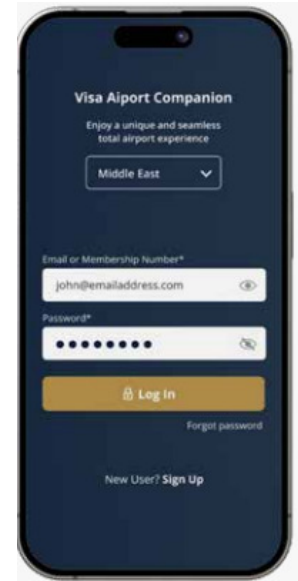 Visa Aiport Companion
Enjoy a unique and seamless
total airport experience
Middle East
Email or Membership Number*
john@emailaddress.com
Password*
Log In
Forgot password
New User? Sign Up